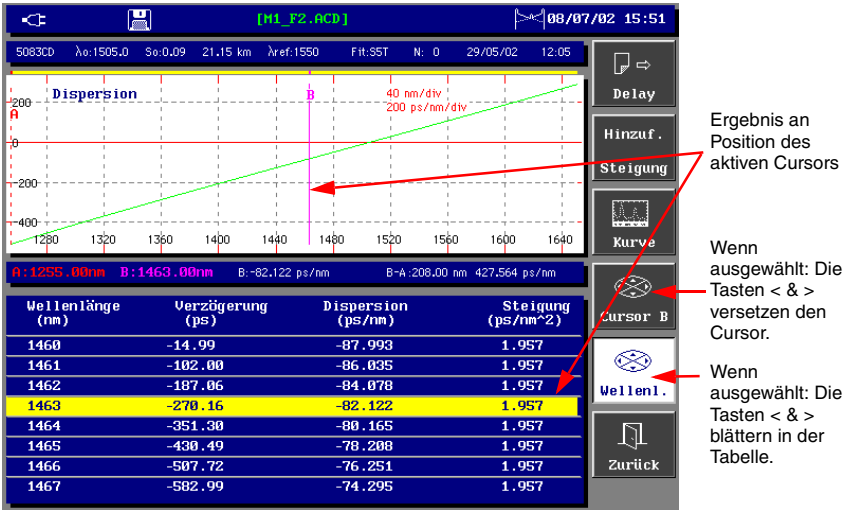 [M1_F2.ACD] 08/07/02 15:51
5083CD λo:1505.0 So:0.09 21.15 km λref:1550 Fit:S5T N: 0 29/05/02 12:05
Dispersion B 40 nm/div
200 ps/nm/div
200
A
0
-200
-400
1280 1320 1360 1400 1440 1480 1520 1560 1600 1640
A:1255.00nm B:1463.00nm B:-82.122 ps/nm B-A:208.00 nm 427.564 ps/nm
Wellenlänge Verzögerung Dispersion Steigung
(nm) (ps) (ps/nm) (ps/nm^2)
1460 -14.99 -87.993 1.957
1461 -102.00 -86.035 1.957
1462 -187.06 -84.078 1.957
1463 -270.16 -82.122 1.957
1464 -351.30 -80.165 1.957
1465 -430.49 -78.208 1.957
1466 -507.72 -76.251 1.957
1467 -582.99 -74.295 1.957
Delay
Hinzuf.
Steigung
Kurve
Cursor B
Wellenl.
Zurück
Ergebnis an
Position des
aktiven Cursors
Wenn
ausgewählt: Die
Tasten < & >
versetzen den
Cursor.
Wenn
ausgewählt: Die
Tasten < & >
blättern in der
Tabelle.